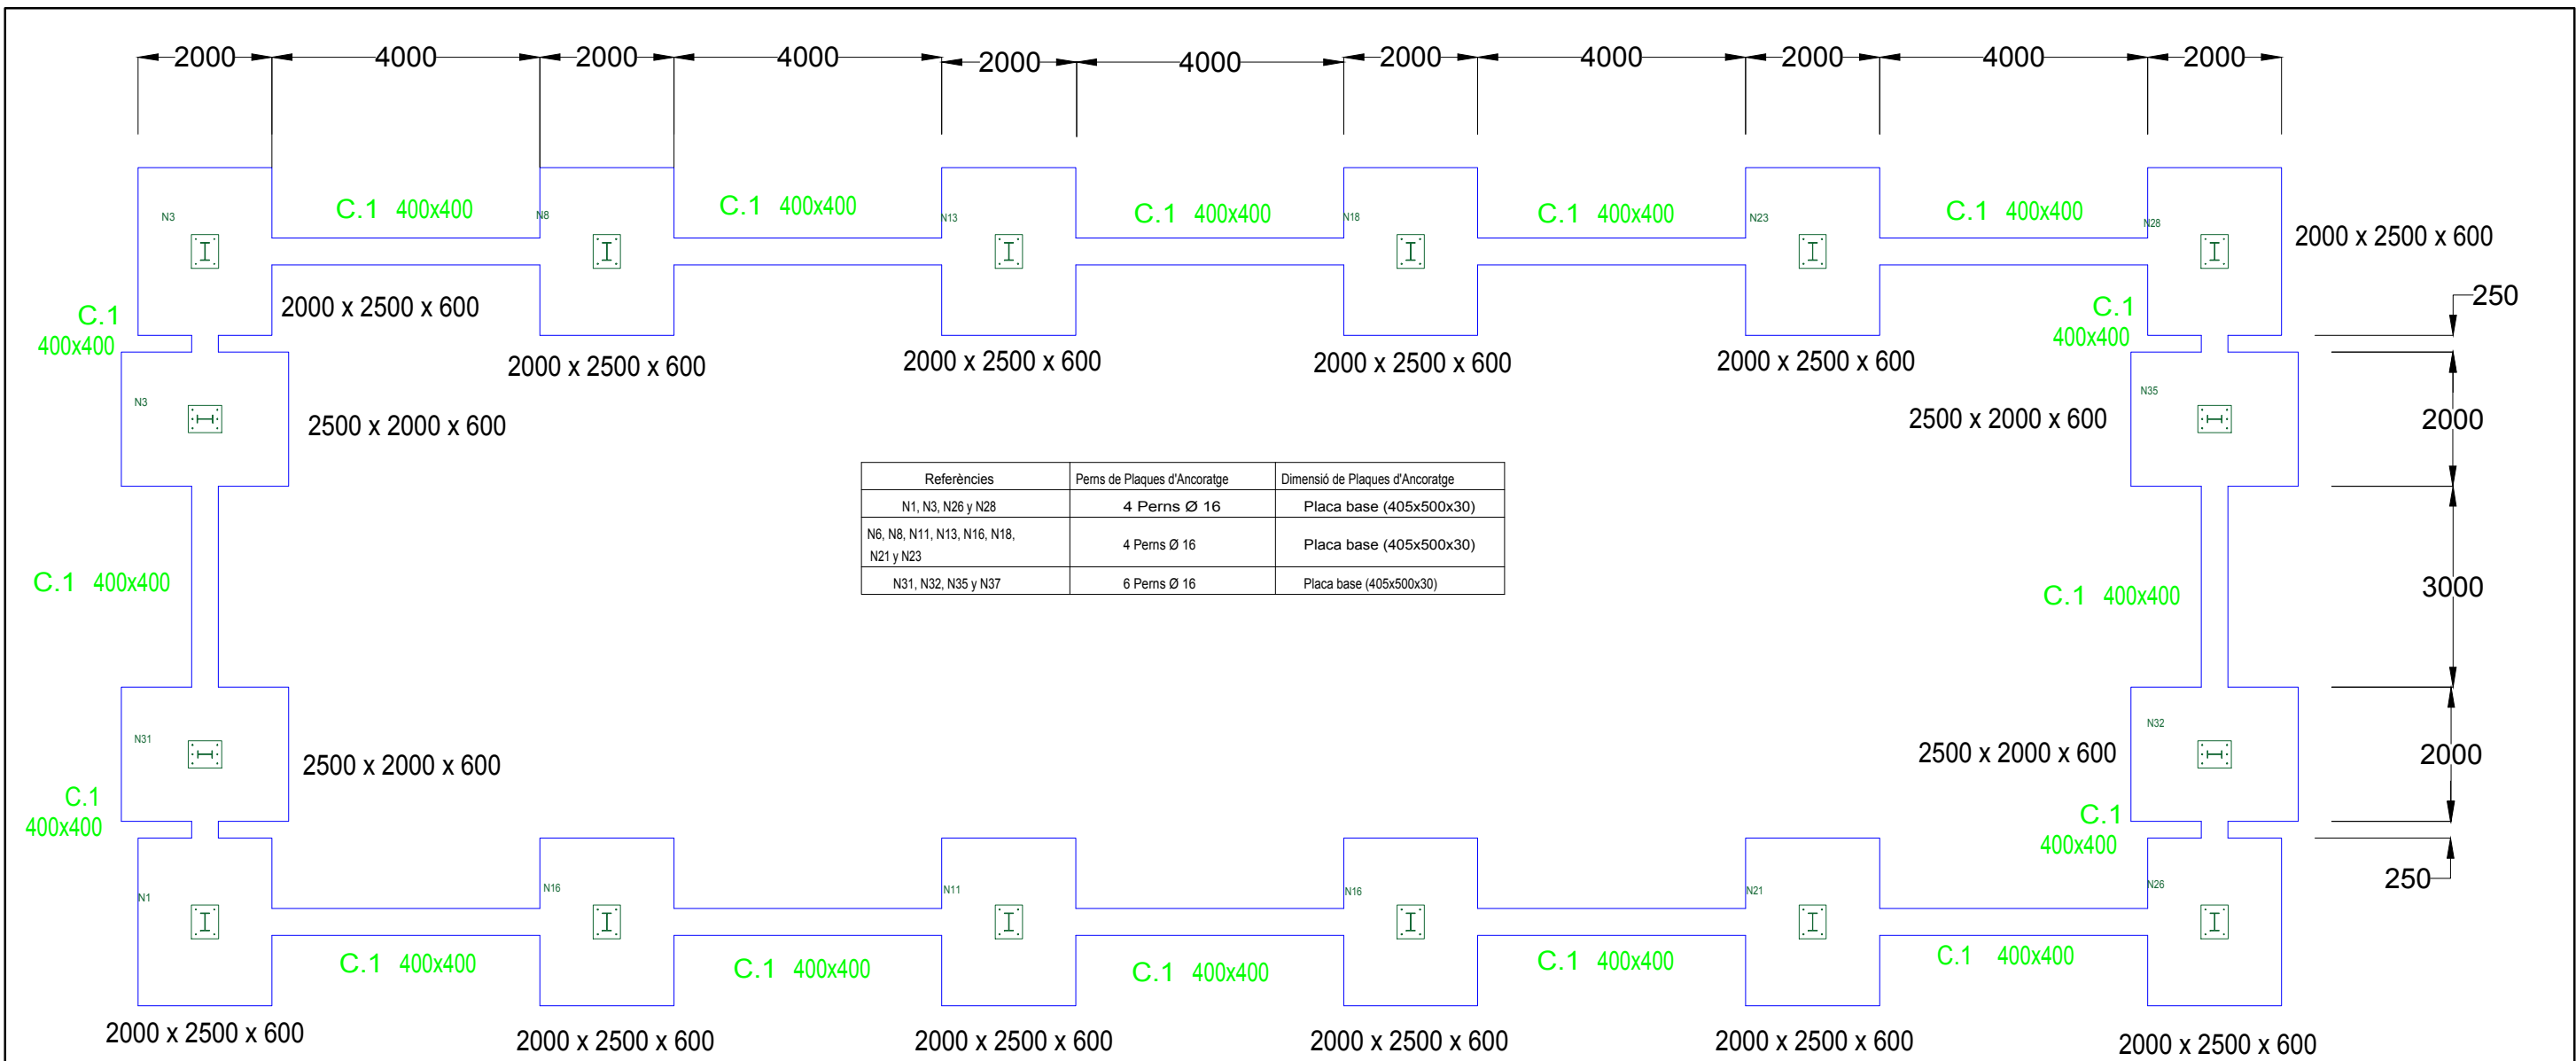 2000 4000 2000 4000 2000 4000 2000 4000 2000 4000 2000
C.1 400x400
C.1 400x400
C.1 400x400
C.1 400x400
C.1 400x400
N3
N8
N13
N18
N23
N28
2000 x 2500 x 600
2000 x 2500 x 600
250
C.1
400x400
C.1
400x400
2000 x 2500 x 600
2000 x 2500 x 600
2000 x 2500 x 600
2000 x 2500 x 600
N3
2500 x 2000 x 600
N35
2500 x 2000 x 600
2000
Referències Perns de Plaques d'Ancoratge Dimensió de Plaques d'Ancoratge
N1, N3, N26 y N28 4 Perns Ø 16 Placa base (405x500x30)
N6, N8, N11, N13, N16, N18,
N21 y N23 4 Perns Ø 16 Placa base (405x500x30)
N31, N32, N35 y N37 6 Perns Ø 16 Placa base (405x500x30)
C.1 400x400
C.1 400x400
3000
N31
2500 x 2000 x 600
N32
2500 x 2000 x 600
2000
C.1
400x400
C.1
400x400
250
N1
N16
N11
N16
N21
N26
C.1 400x400
C.1 400x400
C.1 400x400
C.1 400x400
C.1 400x400
2000 x 2500 x 600
2000 x 2500 x 600
2000 x 2500 x 600
2000 x 2500 x 600
2000 x 2500 x 600
2000 x 2500 x 600